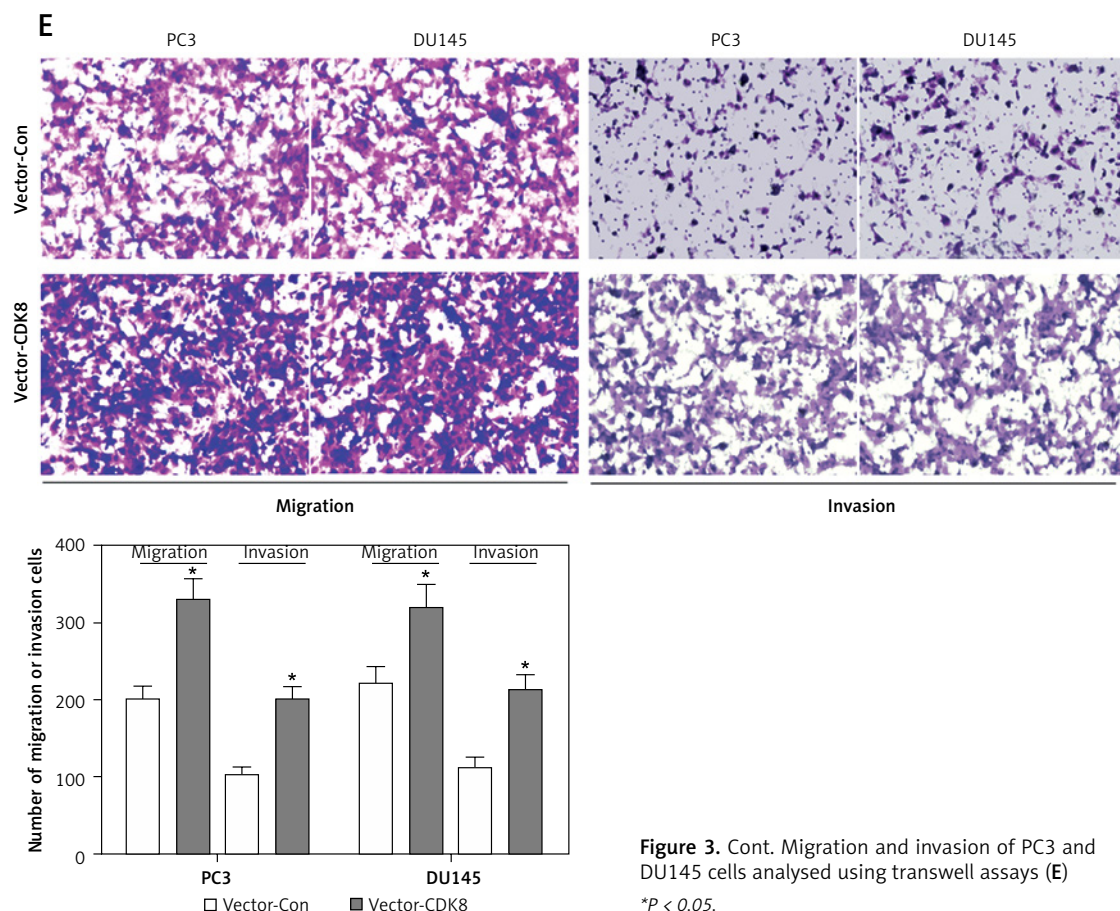 E
PC3 DU145 PC3 DU145
Vector-Con
Vector-CDK8
Migration Invasion
Number of migration or invasion cells
400
300
200
100
0
Migration Invasion Migration Invasion
* * * *
PC3 DU145
Vector-Con Vector-CDK8
Figure 3. Cont. Migration and invasion of PC3 and
DU145 cells analysed using transwell assays (E)
*P < 0.05.